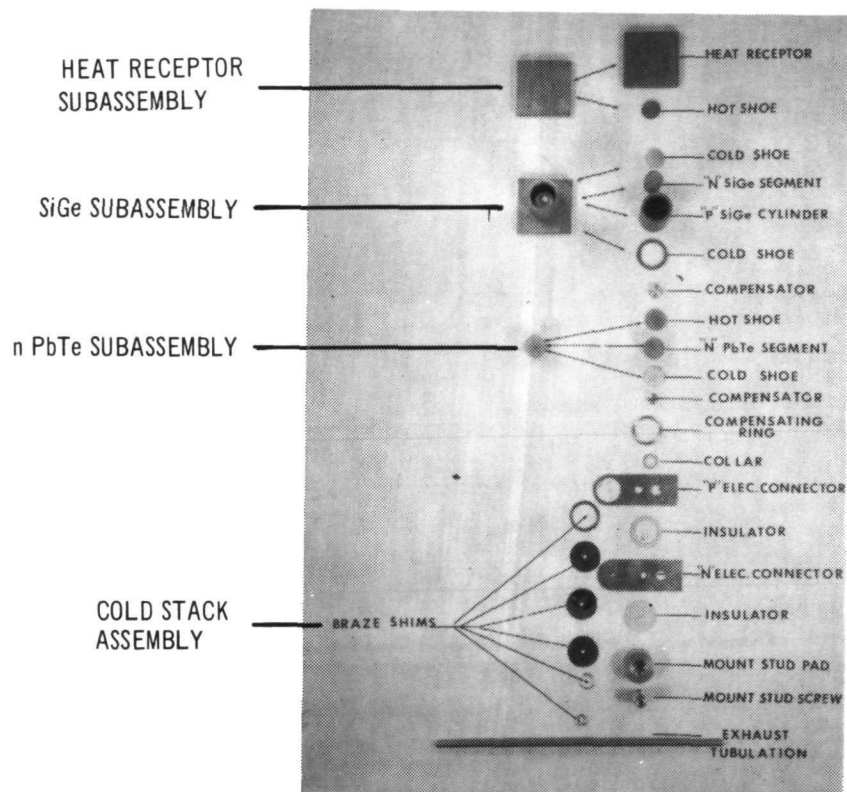 HEAT RECEPTOR
SUBASSEMBLY
SiGe SUBASSEMBLY
n PbTe SUBASSEMBLY
COLD STACK
ASSEMBLY
BRAZE SHIMS
HEAT RECEPTOR
HOT SHOE
COLD SHOE
"N" SiGe SEGMENT
"P" SiGe CYLINDER
COLD SHOE
COMPENSATOR
HOT SHOE
"N" PbTe SEGMENT
COLD SHOE
COMPENSATOR
COMPENSATING
RING
COLLAR
"P" ELEC. CONNECTOR
INSULATOR
"N" ELEC. CONNECTOR
INSULATOR
MOUNT STUD PAD
MOUNT STUD SCREW
EXHAUST
TUBULATION